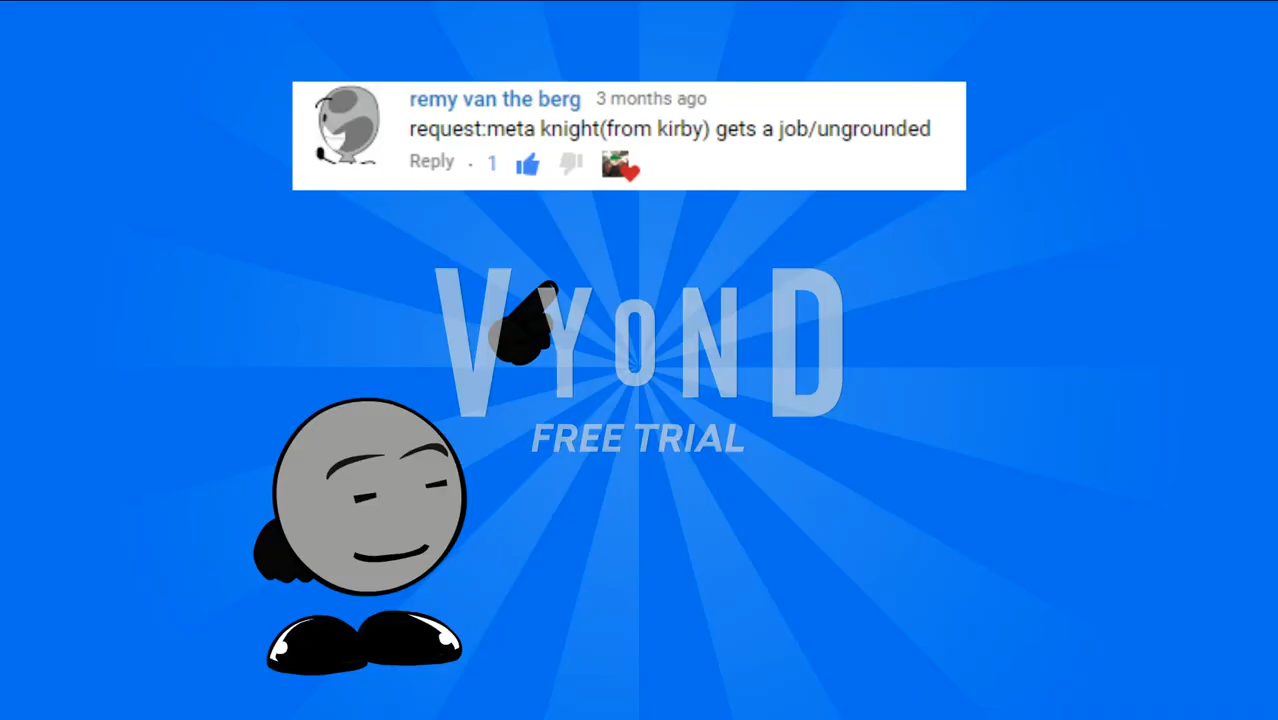 remy van the berg 3 months ago
request:meta knight(from kirby) gets a job/ungrounded
Reply . 1
VYOND
FREE TRIAL